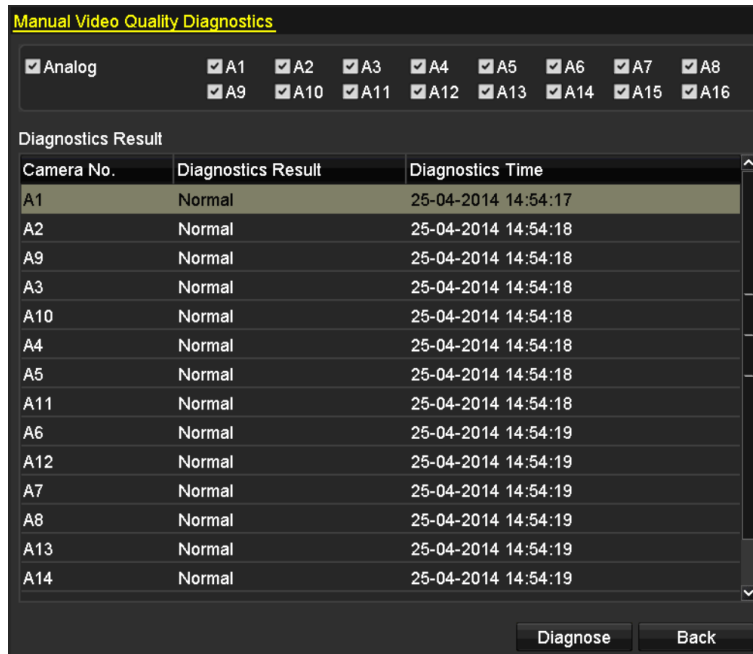 Manual Video Quality Diagnostics
Analog A1 A2 A3 A4 A5 A6 A7 A8
A9 A10 A11 A12 A13 A14 A15 A16
Diagnostics Result
Camera No. Diagnostics Result Diagnostics Time
A1 Normal 25-04-2014 14:54:17
A2 Normal 25-04-2014 14:54:18
A9 Normal 25-04-2014 14:54:18
A3 Normal 25-04-2014 14:54:18
A10 Normal 25-04-2014 14:54:18
A4 Normal 25-04-2014 14:54:18
A5 Normal 25-04-2014 14:54:18
A11 Normal 25-04-2014 14:54:18
A6 Normal 25-04-2014 14:54:19
A12 Normal 25-04-2014 14:54:19
A7 Normal 25-04-2014 14:54:19
A8 Normal 25-04-2014 14:54:19
A13 Normal 25-04-2014 14:54:19
A14 Normal 25-04-2014 14:54:19
Diagnose Back